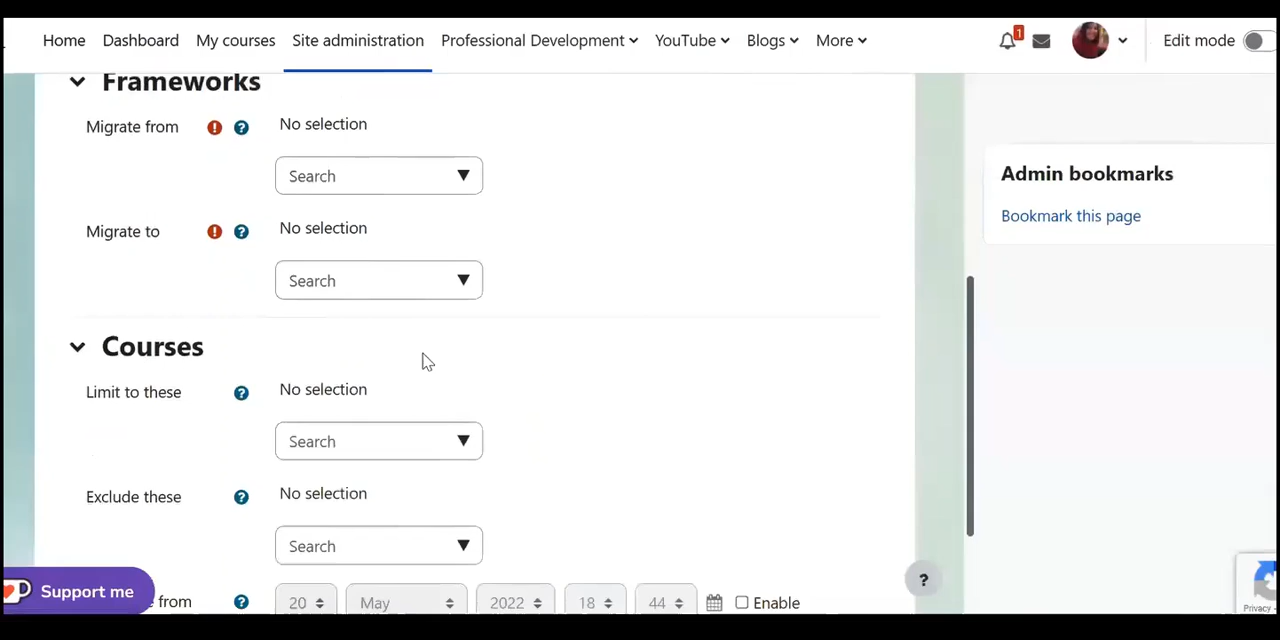 Home Dashboard My courses Site administration Professional Development YouTube Blogs More 1 Edit mode
Frameworks
Migrate from ! ? No selection
Search
Migrate to ! ? No selection
Search
Courses
Limit to these ? No selection
Search
Exclude these ? No selection
Search
from ? 20 May 2022 18 44 Enable
Admin bookmarks
Bookmark this page
Support me
?
Privacy